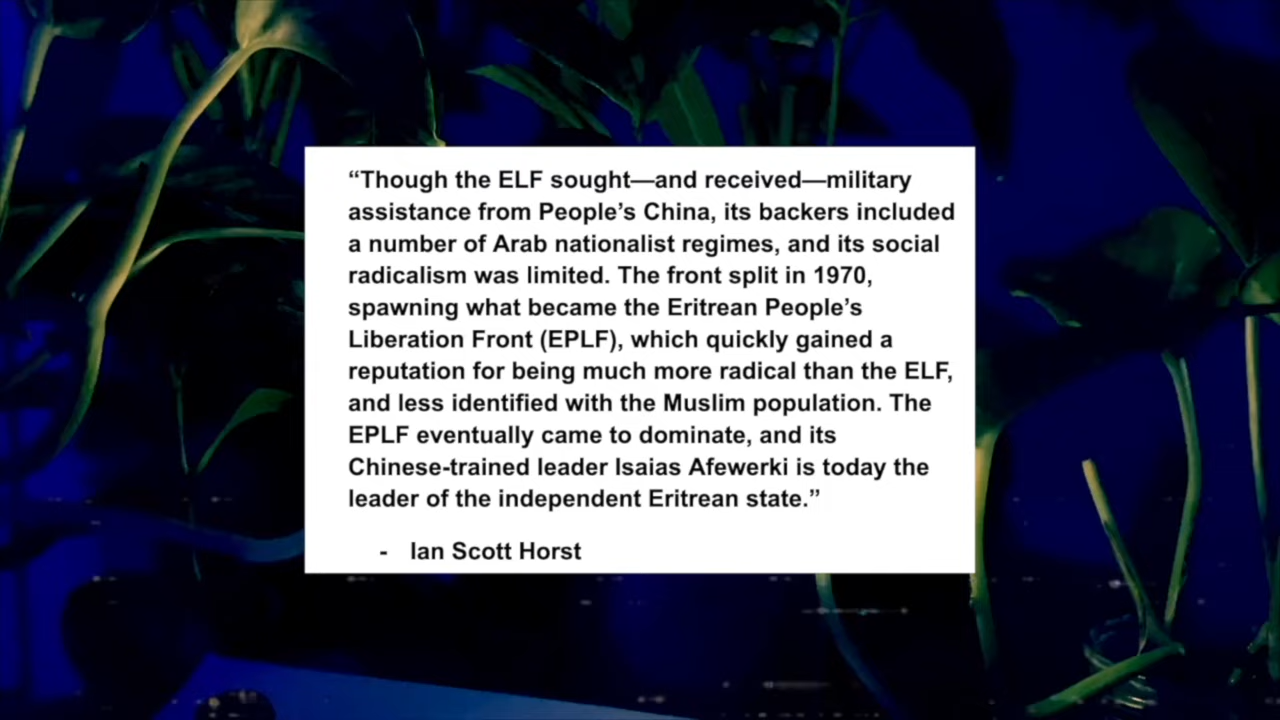 “Though the ELF sought—and received—military
assistance from People’s China, its backers included
a number of Arab nationalist regimes, and its social
radicalism was limited. The front split in 1970,
spawning what became the Eritrean People’s
Liberation Front (EPLF), which quickly gained a
reputation for being much more radical than the ELF,
and less identified with the Muslim population. The
EPLF eventually came to dominate, and its
Chinese-trained leader Isaias Afewerki is today the
leader of the independent Eritrean state.”
- Ian Scott Horst